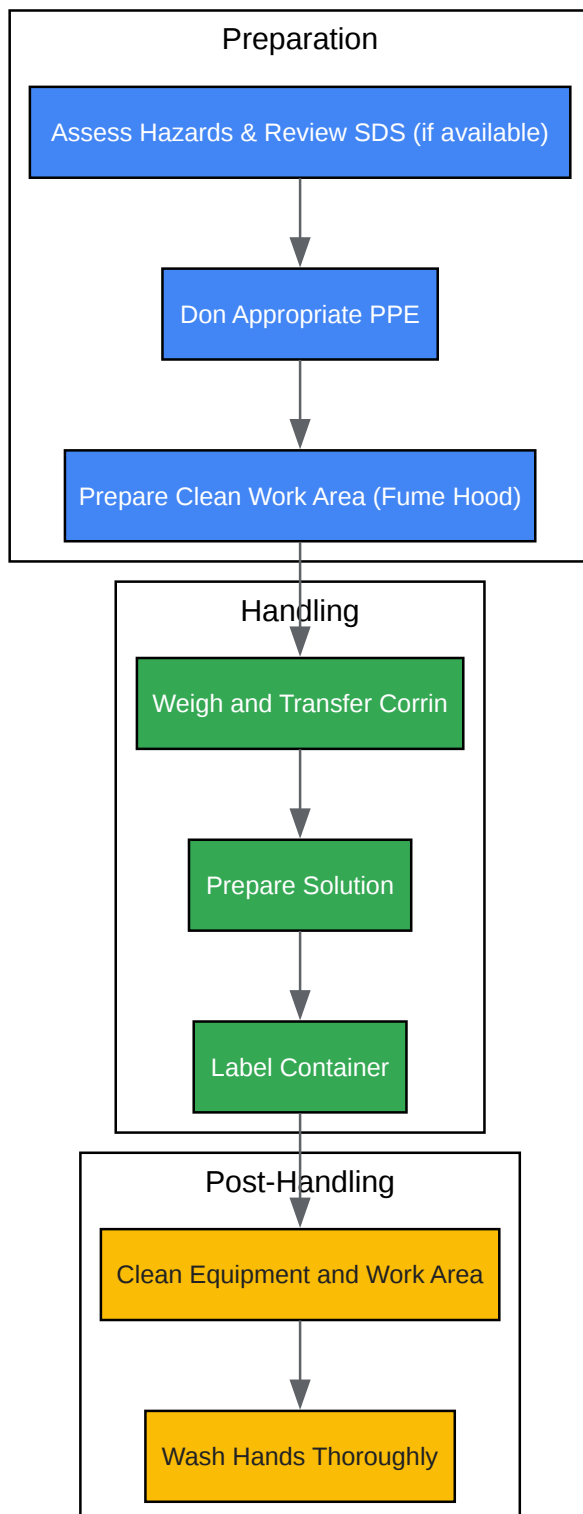 Preparation
Assess Hazards & Review SDS (if available)
Don Appropriate PPE
Prepare Clean Work Area (Fume Hood)
Handling
Weigh and Transfer Corrin
Prepare Solution
Label Container
Post-Handling
Clean Equipment and Work Area
Wash Hands Thoroughly